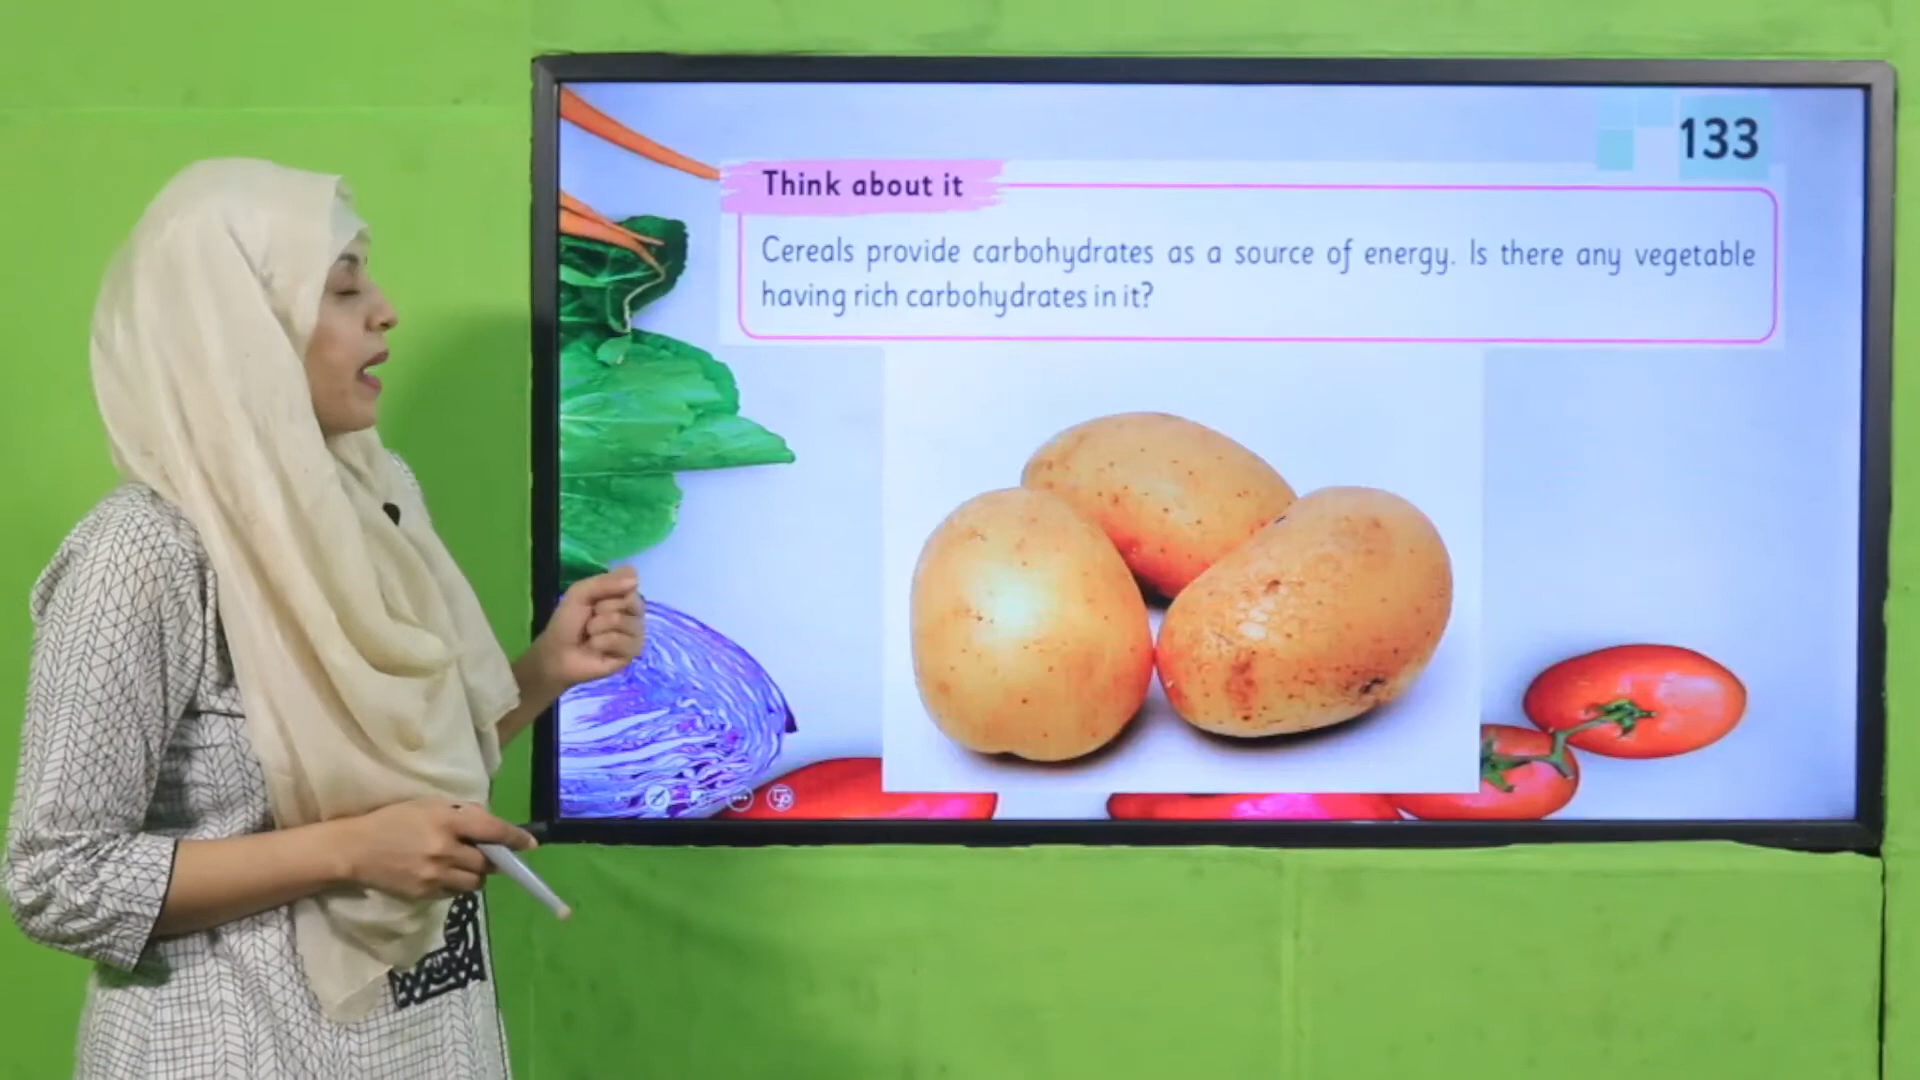 133
Think about it
Cereals provide carbohydrates as a source of energy. Is there any vegetable
having rich carbohydrates in it?